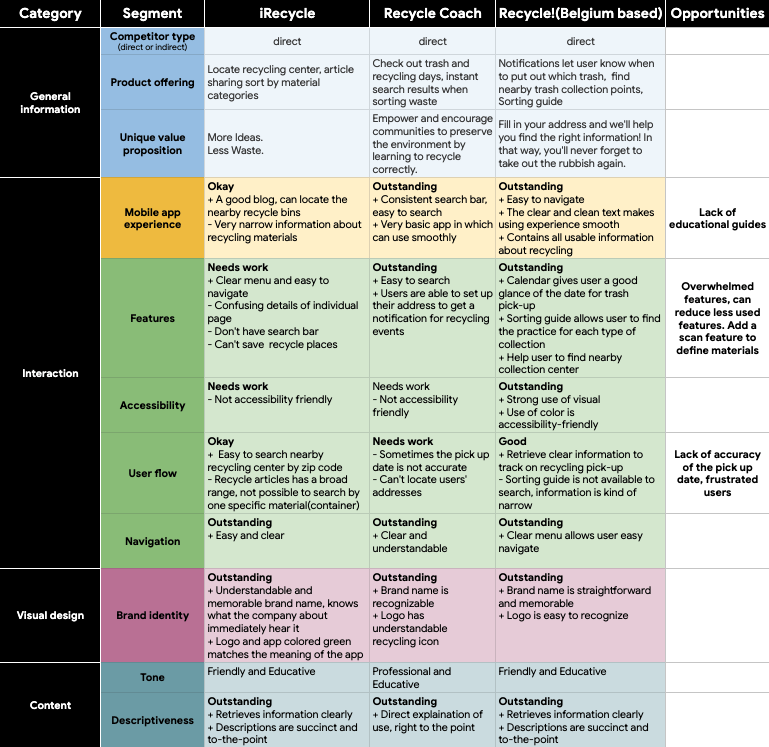 Category Segment iRecycle Recycle Coach Recycle!(Belgium based) Opportunities
General
information
Competitor type
(direct or indirect)
direct
direct
direct
Product offering
Locate recycling center, article
sharing sort by material
categories
Check out trash and
recycling days, instant
search results when
sorting waste
Notifications let user know when
to put out which trash, find
nearby trash collection points,
Sorting guide
Unique value
proposition
More Ideas.
Less Waste.
Empower and encourage
communities to preserve
the environment by
learning to recycle
correctly.
Fill in your address and we'll help
you find the right information! In
that way, you'll never forget to
take out the rubbish again.
Interaction
Mobile app
experience
Okay
+ A good blog, can locate the
nearby recycle bins
- Very narrow information about
recycling materials
Outstanding
+ Consistent search bar,
easy to search
+ Very basic app in which
can use smoothly
Outstanding
+ Easy to navigate
+ The clear and clean text makes
using experience smooth
+ Contains all usable information
about recycling
Lack of
educational guides
Features
Needs work
+ Clear menu and easy to
navigate
- Confusing details of individual
page
- Don't have search bar
- Can't save recycle places
Outstanding
+ Easy to search
+ Users are able to set up
their address to get a
notification for recycling
events
Outstanding
+ Calendar gives user a good
glance of the date for trash
pick-up
+ Sorting guide allows user to find
the practice for each type of
collection
+ Help user to find nearby
collection center
Overwhelmed
features, can
reduce less used
features. Add a
scan feature to
define materials
Accessibility
Needs work
- Not accessibility friendly
Needs work
- Not accessibility
friendly
Outstanding
+ Strong use of visual
+ Use of color is
accessibility-friendly
User flow
Okay
+ Easy to search nearby
recycling center by zip code
- Recycle articles has a broad
range, not possible to search by
one specific material(container)
Needs work
- Sometimes the pick up
date is not accurate
- Can't locate users'
addresses
Good
+ Retrieve clear information to
track on recycling pick-up
- Sorting guide is not available to
search, information is kind of
narrow
Lack of accuracy
of the pick up
date, frustrated
users
Navigation
Outstanding
+ Easy and clear
Outstanding
+ Clear and
understandable
Outstanding
+ Clear menu allows user easy
navigate
Visual design
Brand identity
Outstanding
+ Understandable and
memorable brand name, knows
what the company about
immediately hear it
+ Logo and app colored green
matches the meaning of the app
Outstanding
+ Brand name is
recognizable
+ Logo has
understandable
recycling icon
Outstanding
+ Brand name is straightforward
and memorable
+ Logo is easy to recognize
Content
Tone
Friendly and Educative
Professional and
Educative
Friendly and Educative
Descriptiveness
Outstanding
+ Retrieves information clearly
+ Descriptions are succinct and
to-the-point
Outstanding
+ Direct explaination of
use, right to the point
Outstanding
+ Retrieves information clearly
+ Descriptions are succinct and
to-the-point